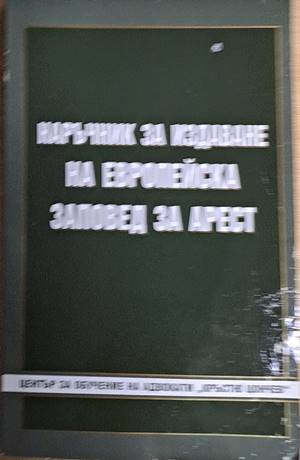 НАРЪЧНИК ЗА ИЗДАВАНЕ
НА ЕВРОПЕЙСКА
ЗАПОВЕД ЗА АРЕСТ
ЦЕНТЪР ЗА ОБУЧЕНИЕ НА АДВОКАТИ „КРЪСТЮ ЦОНЧЕВ“